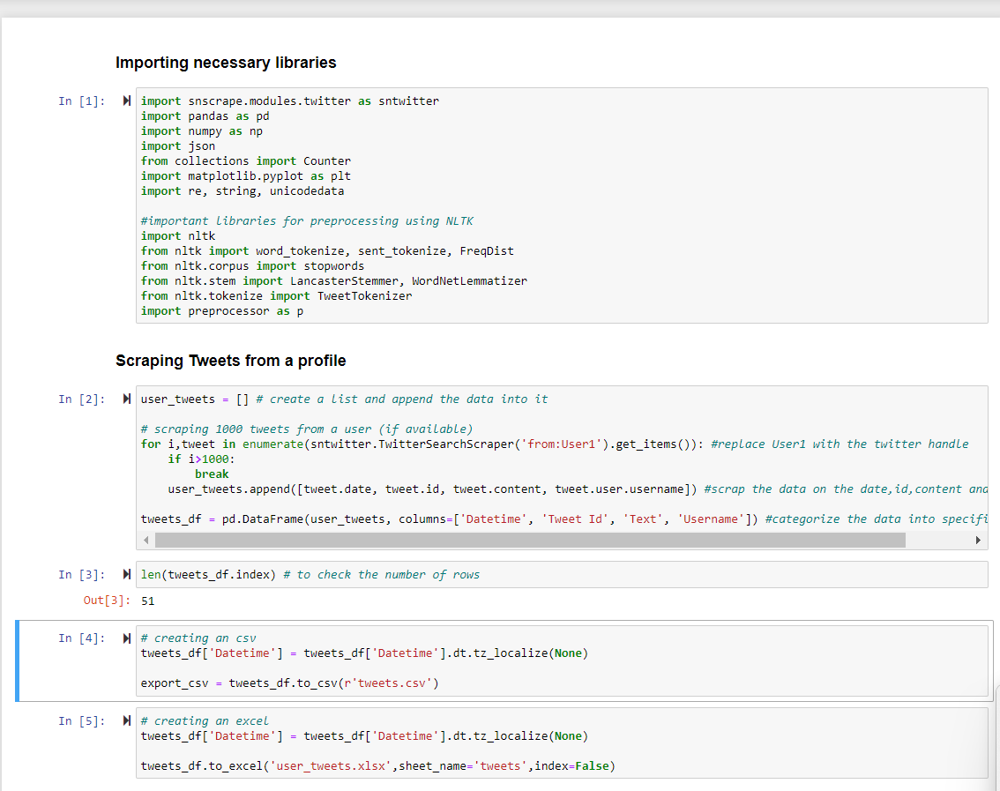 Importing necessary libraries
In [1]:
import snscrape.modules.twitter as sntwitter
import pandas as pd
import numpy as np
import json
from collections import Counter
import matplotlib.pyplot as plt
import re, string, unicodedata
#important libraries for preprocessing using NLTK
import nltk
from nltk import word_tokenize, sent_tokenize, FreqDist
from nltk.corpus import stopwords
from nltk.stem import LancasterStemmer, WordNetLemmatizer
from nltk.tokenize import TweetTokenizer
import preprocessor as p
Scraping Tweets from a profile
In [2]:
user_tweets = [] # create a list and append the data into it
# scraping 1000 tweets from a user (if available)
for i,tweet in enumerate(sntwitter.TwitterSearchScraper('from:User1').get_items()): #replace User1 with the twitter handle
    if i>1000:
        break
    user_tweets.append([tweet.date, tweet.id, tweet.content, tweet.user.username]) #scrap the data on the date,id,content and
tweets_df = pd.DataFrame(user_tweets, columns=['Datetime', 'Tweet Id', 'Text', 'Username']) #categorize the data into specifi
In [3]:
len(tweets_df.index) # to check the number of rows
Out[3]: 51
In [4]:
# creating an csv
tweets_df['Datetime'] = tweets_df['Datetime'].dt.tz_localize(None)
export_csv = tweets_df.to_csv(r'tweets.csv')
In [5]:
# creating an excel
tweets_df['Datetime'] = tweets_df['Datetime'].dt.tz_localize(None)
tweets_df.to_excel('user_tweets.xlsx',sheet_name='tweets',index=False)